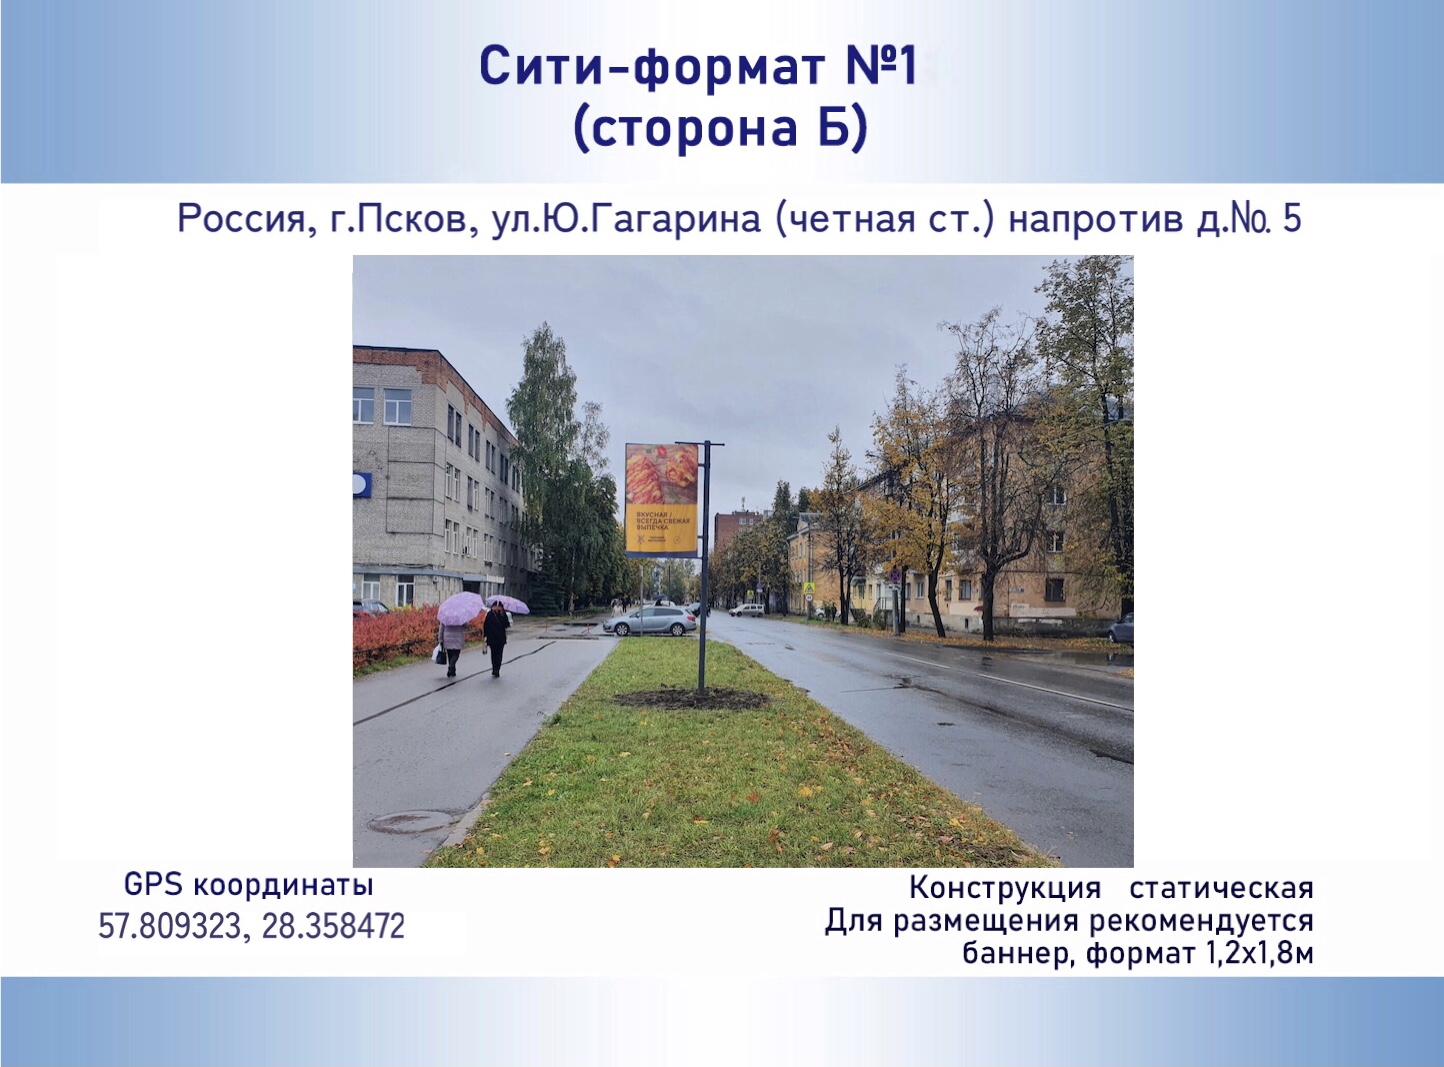 Сити-формат №1
(сторона Б)
Россия, г.Псков, ул.Ю.Гагарина (четная ст.) напротив д.№. 5
ВКУСНАЯ /
ВСЕГДА СВЕЖАЯ
ВЫПЕЧКА
GPS координаты
57.809323, 28.358472
Конструкция статическая
Для размещения рекомендуется
баннер, формат 1,2х1,8м